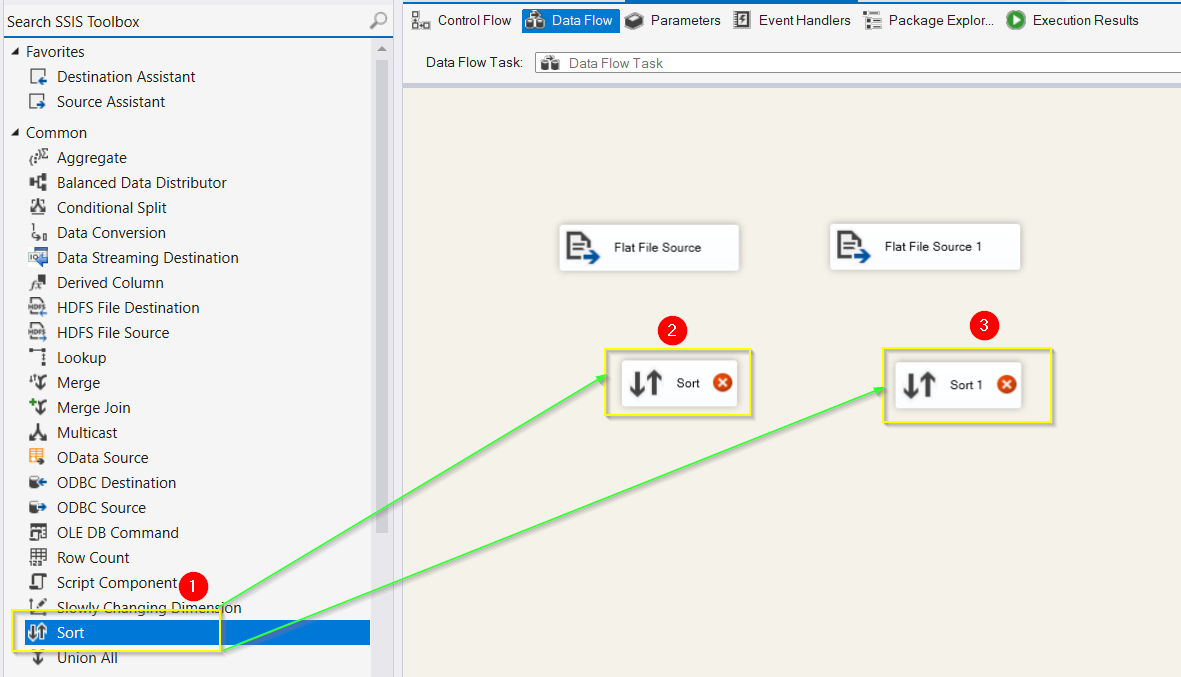 Search SSIS Toolbox
Favorites
Destination Assistant
Source Assistant
Common
Aggregate
Balanced Data Distributor
Conditional Split
Data Conversion
Data Streaming Destination
Derived Column
HDFS File Destination
HDFS File Source
Lookup
Merge
Merge Join
Multicast
OData Source
ODBC Destination
ODBC Source
OLE DB Command
Row Count
Script Component
1
Slowly Changing Dimension
Sort
Union All
Control Flow
Data Flow
Parameters
Event Handlers
Package Explor...
Execution Results
Data Flow Task: Data Flow Task
Flat File Source
Flat File Source 1
2
3
Sort
Sort 1